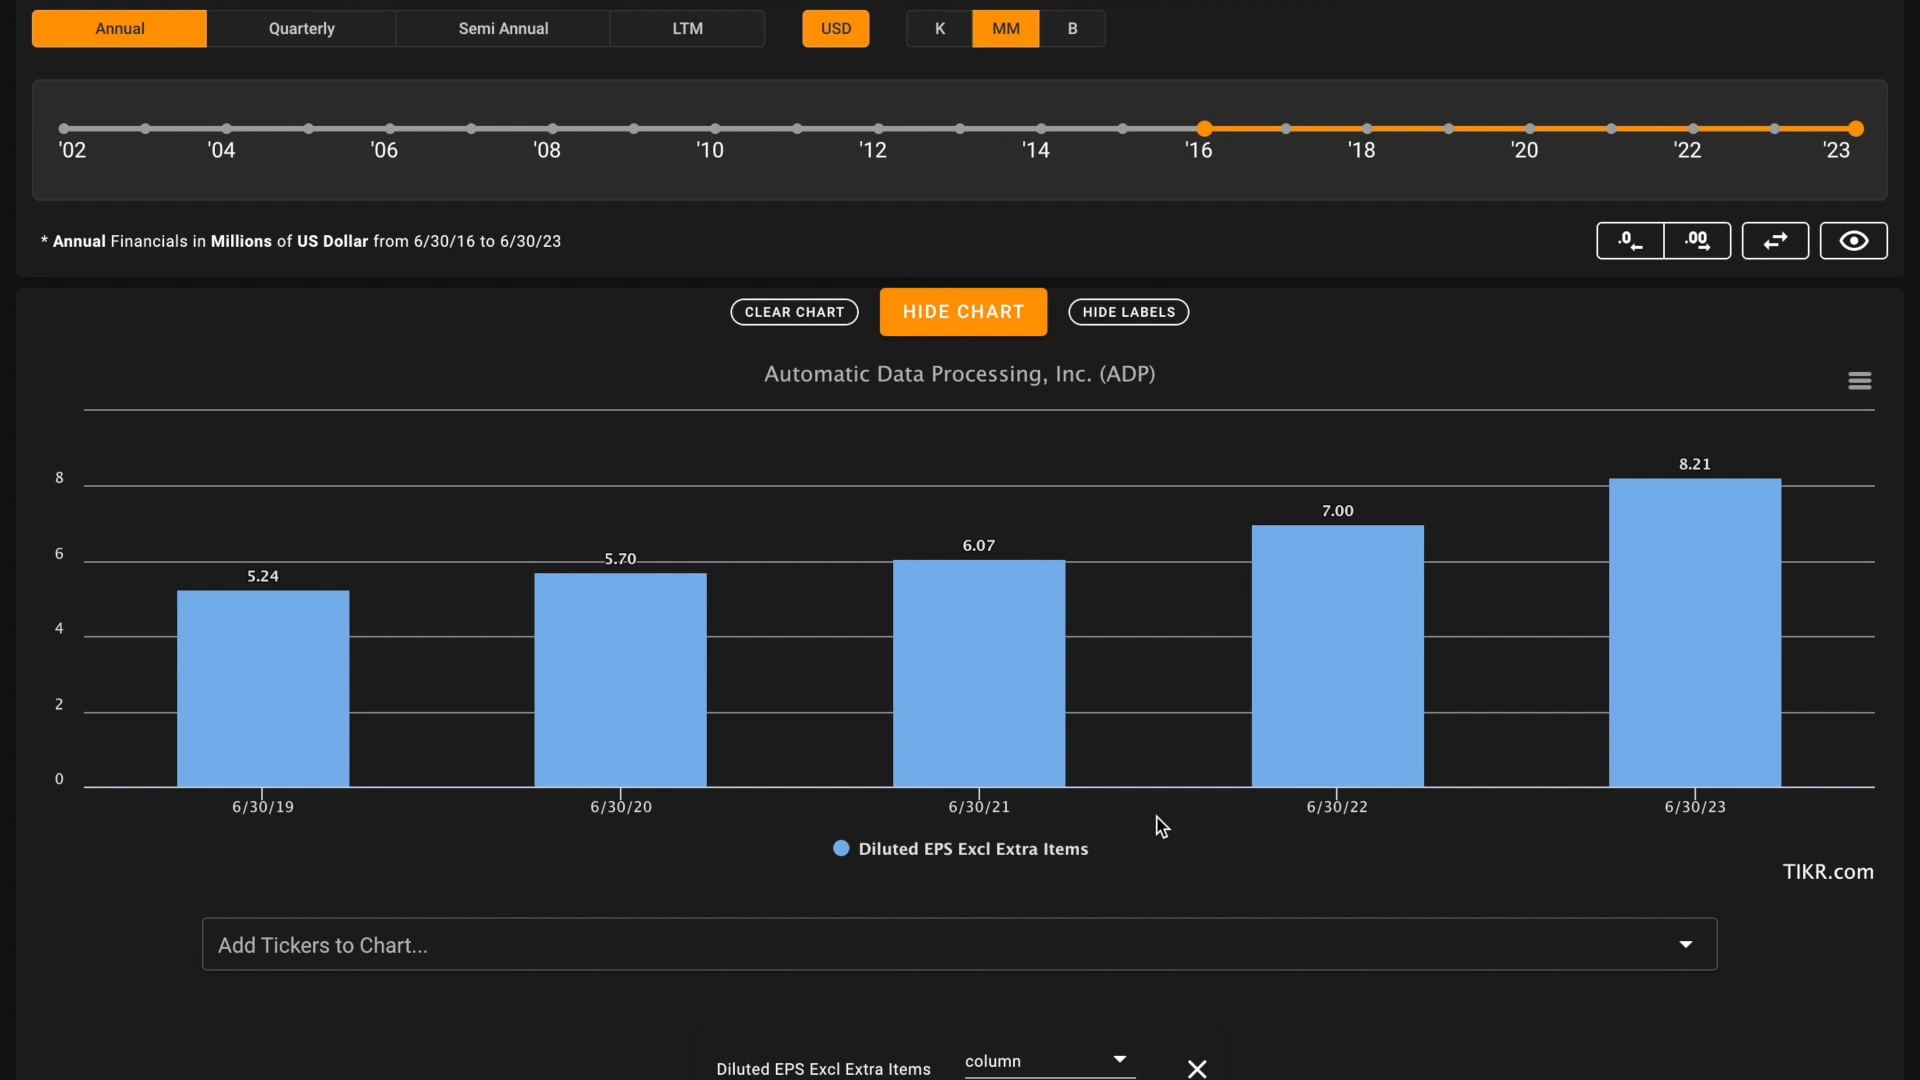 Annual Quarterly Semi Annual LTM USD K MM B
'02 '04 '06 '08 '10 '12 '14 '16 '18 '20 '22 '23
* Annual Financials in Millions of US Dollar from 6/30/16 to 6/30/23
.0 .00
CLEAR CHART HIDE CHART HIDE LABELS
Automatic Data Processing, Inc. (ADP)
8
6
4
2
0
5.24 5.70 6.07 7.00 8.21
6/30/19 6/30/20 6/30/21 6/30/22 6/30/23
Diluted EPS Excl Extra Items
TIKR.com
Add Tickers to Chart...
Diluted EPS Excl Extra Items column